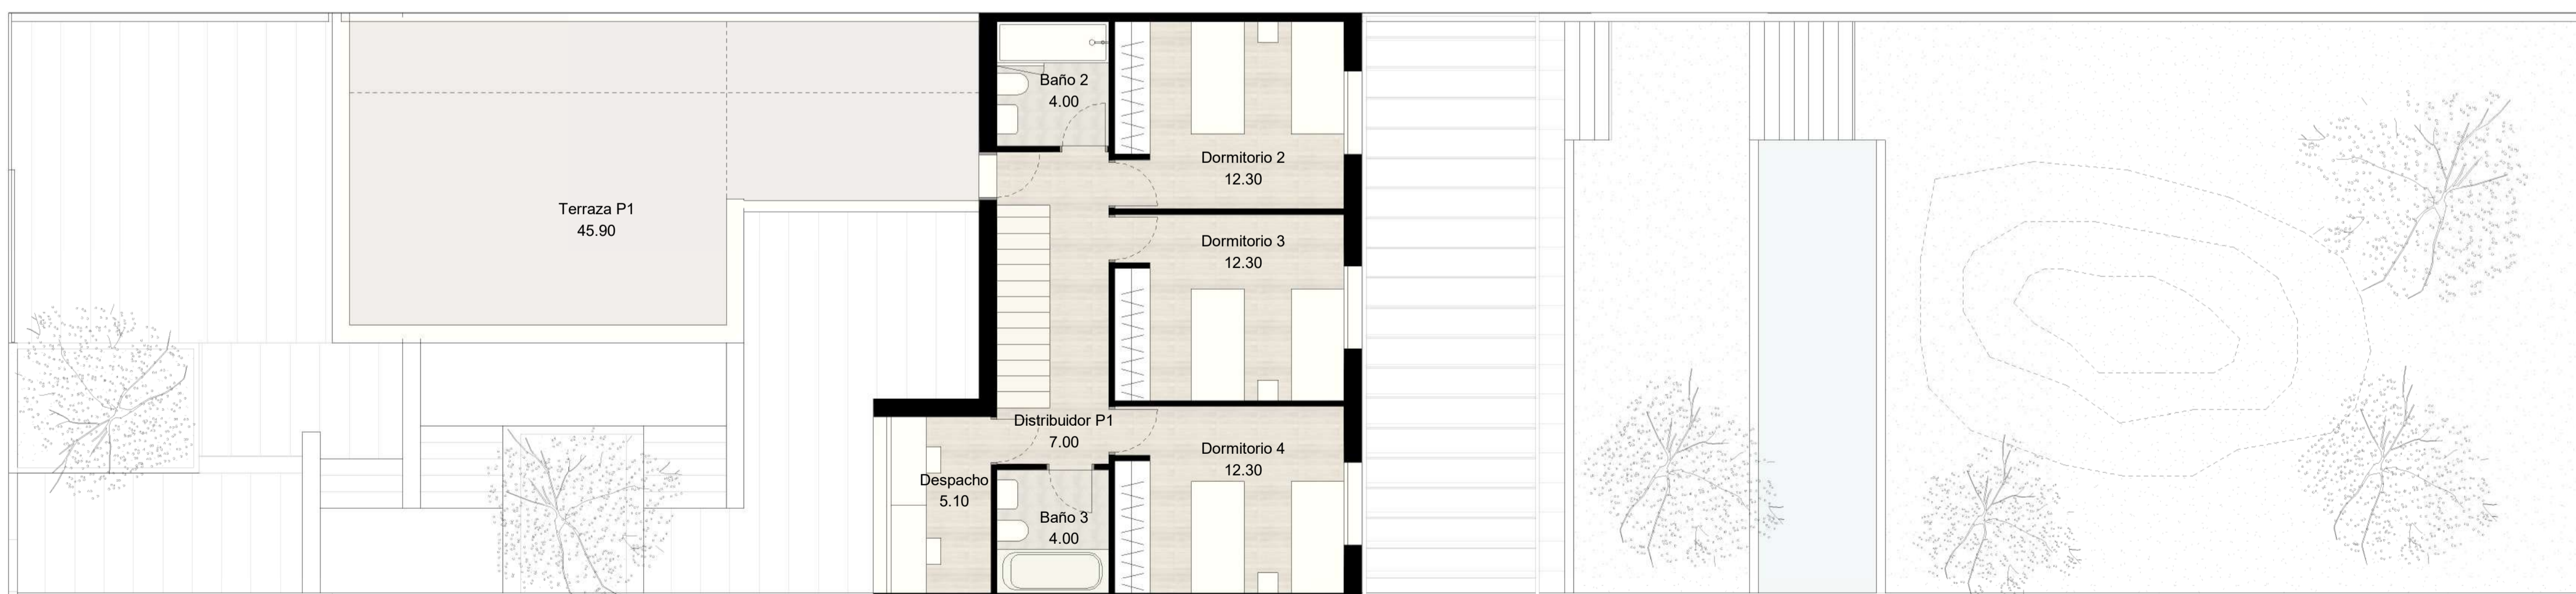 Terraza P1
45.90
Baño 2
4.00
Dormitorio 2
12.30
Dormitorio 3
12.30
Distribuidor P1
7.00
Dormitorio 4
12.30
Despacho
5.10
Baño 3
4.00